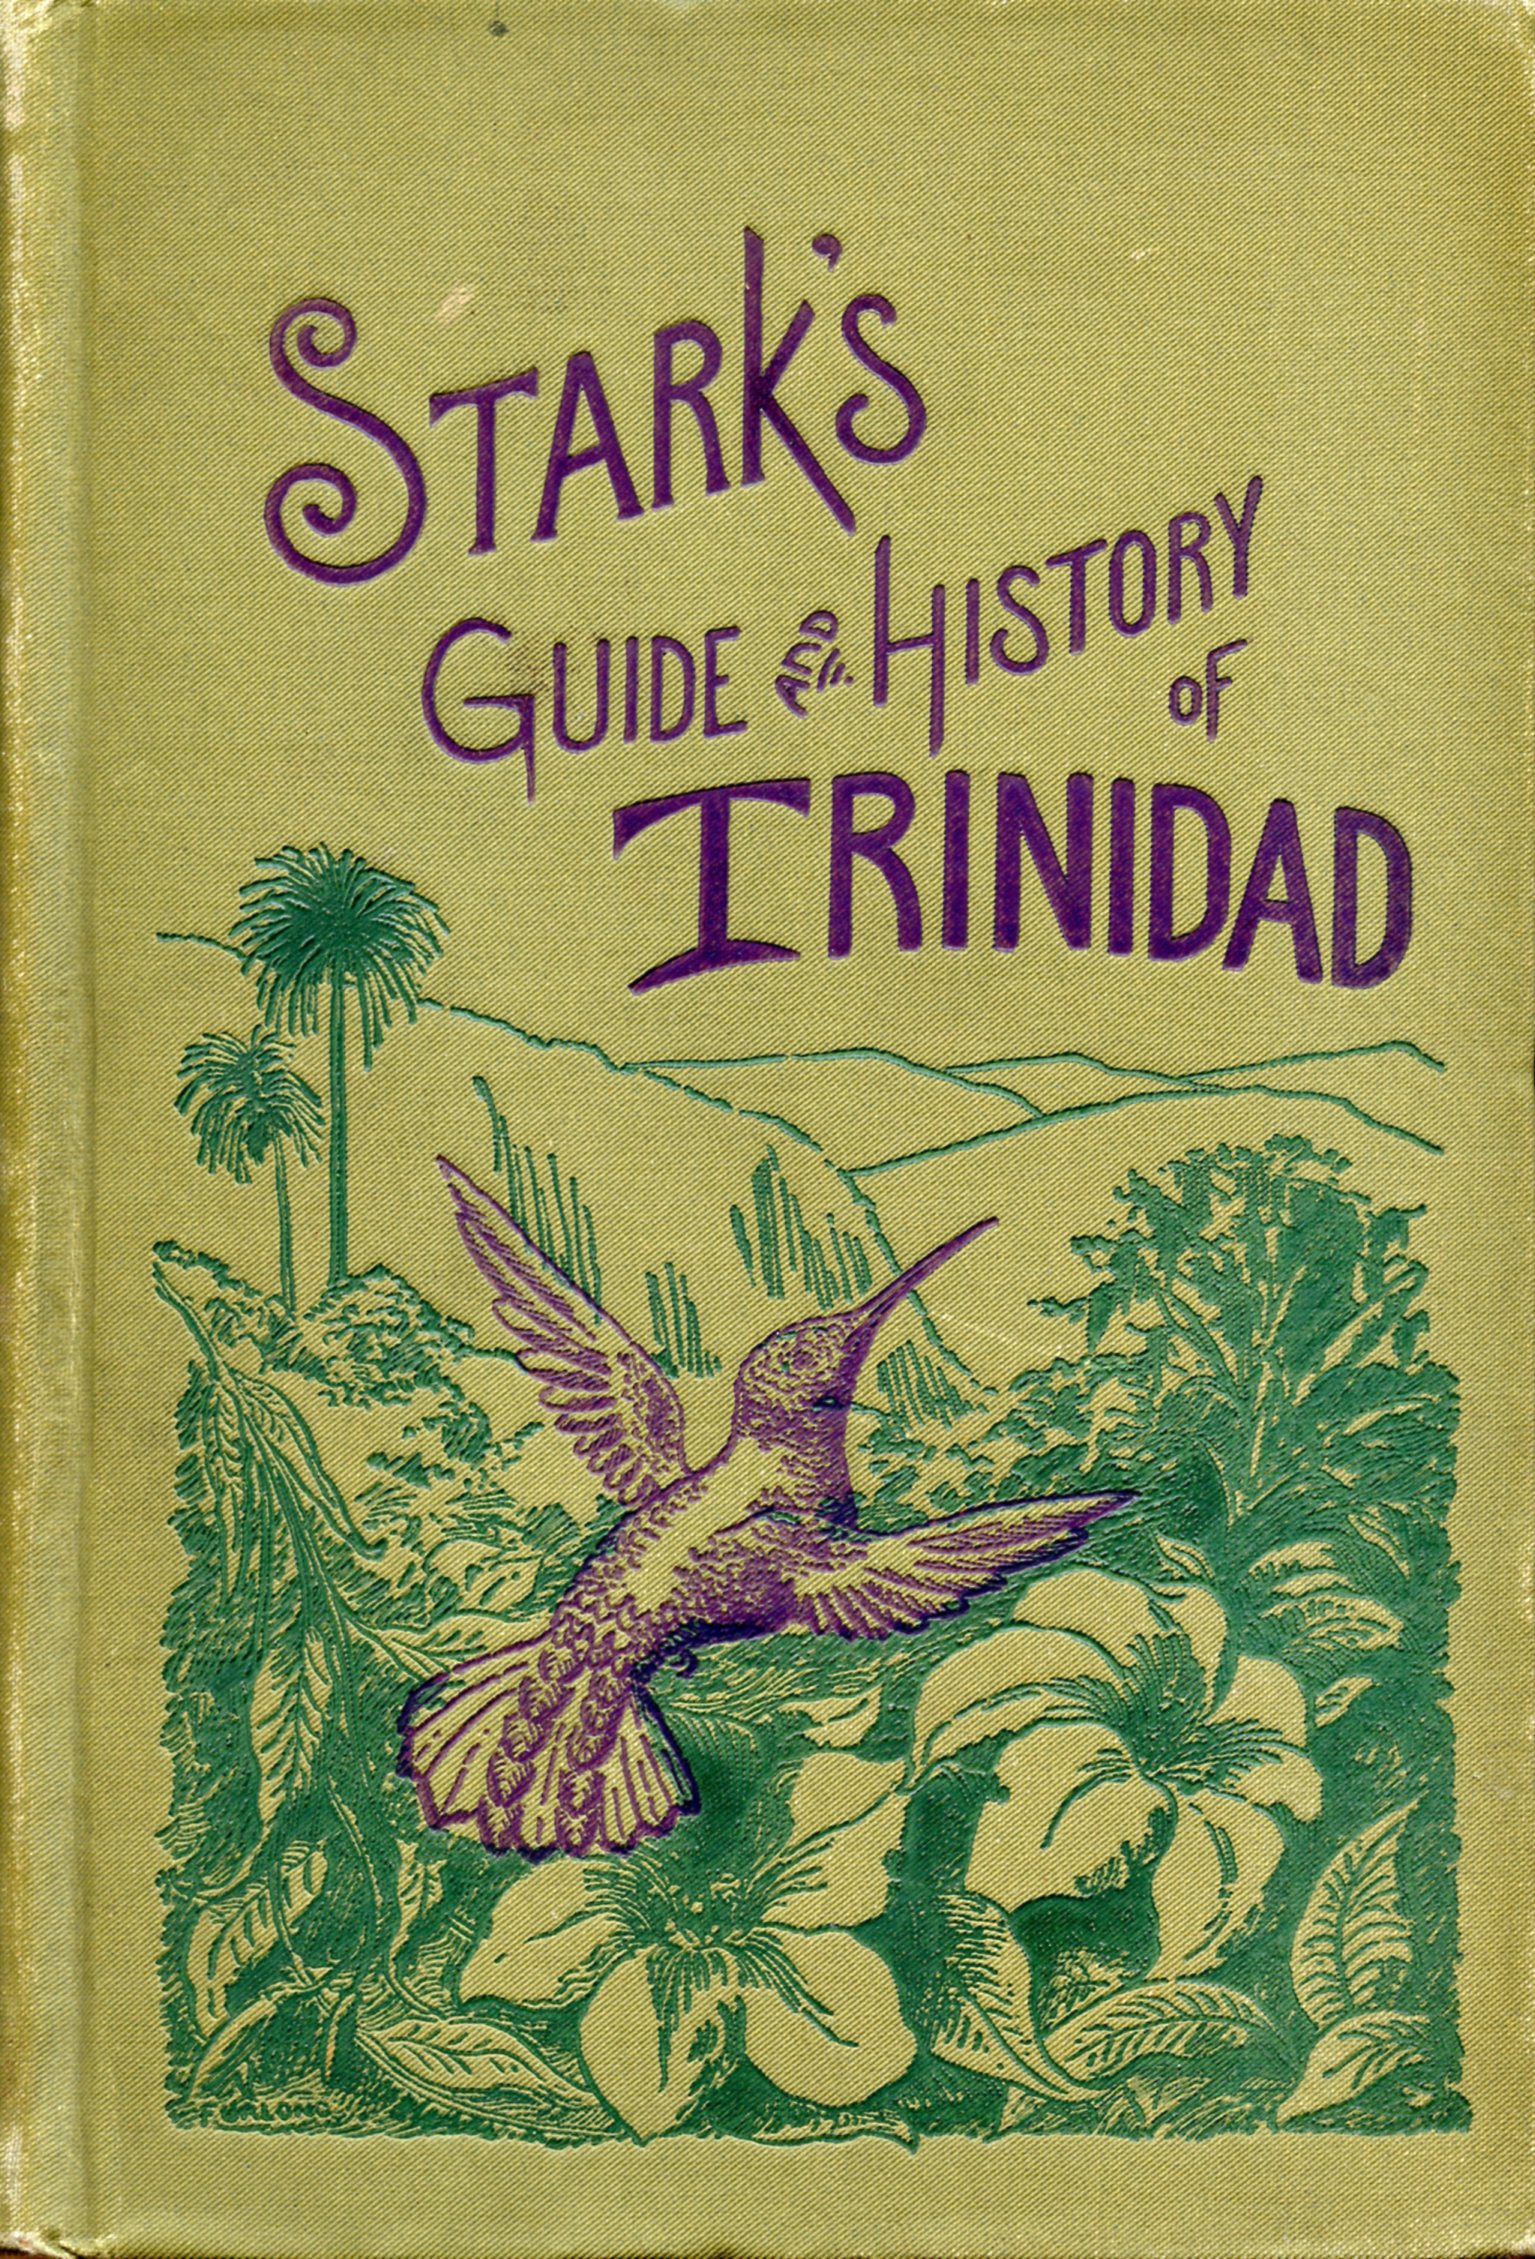 STARK'S
GUIDE AND HISTORY
OF
TRINIDAD
FURLONG